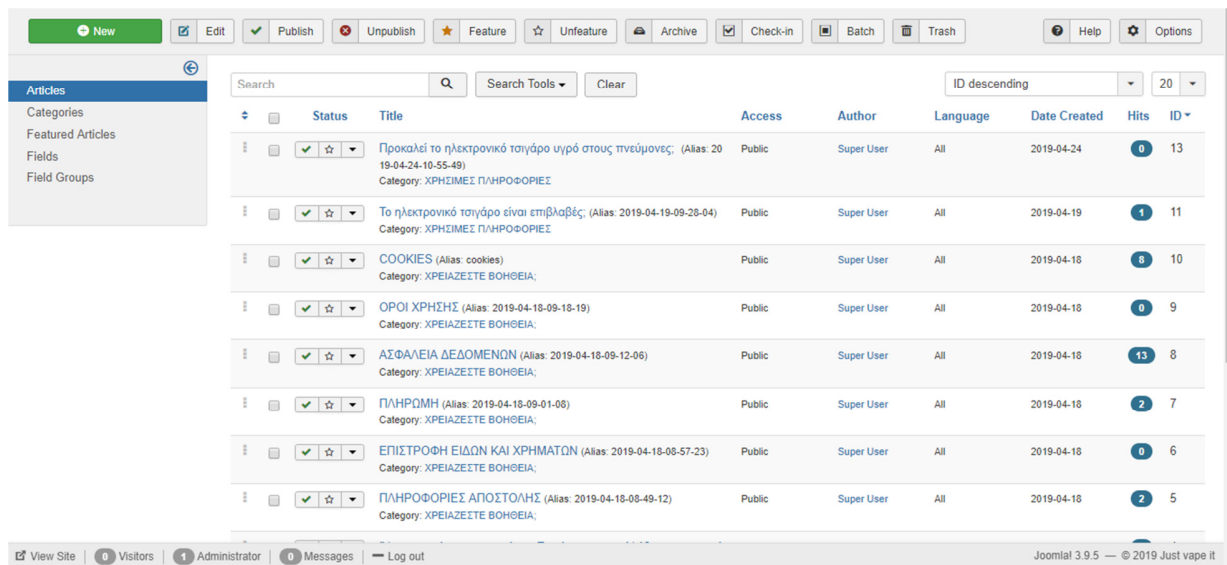 New Edit Publish Unpublish Feature Unfeature Archive Check-in Batch Trash Help Options
Articles
Categories
Featured Articles
Fields
Field Groups
Search Search Tools Clear ID descending 20
Status Title Access Author Language Date Created Hits ID
Προκαλεί το ηλεκτρονικό τσιγάρο υγρό στους πνεύμονες; (Alias: 20 Public Super User All 2019-04-24 0 13
19-04-24-10-55-49)
Category: ΧΡΗΣΙΜΕΣ ΠΛΗΡΟΦΟΡΙΕΣ
Το ηλεκτρονικό τσιγάρο είναι επιβλαβές; (Alias: 2019-04-19-09-28-04) Public Super User All 2019-04-19 1 11
Category: ΧΡΗΣΙΜΕΣ ΠΛΗΡΟΦΟΡΙΕΣ
COOKIES (Alias: cookies) Public Super User All 2019-04-18 8 10
Category: ΧΡΕΙΑΖΕΣΤΕ ΒΟΗΘΕΙΑ;
ΟΡΟΙ ΧΡΗΣΗΣ (Alias: 2019-04-18-09-18-19) Public Super User All 2019-04-18 0 9
Category: ΧΡΕΙΑΖΕΣΤΕ ΒΟΗΘΕΙΑ;
ΑΣΦΑΛΕΙΑ ΔΕΔΟΜΕΝΩΝ (Alias: 2019-04-18-09-12-06) Public Super User All 2019-04-18 13 8
Category: ΧΡΕΙΑΖΕΣΤΕ ΒΟΗΘΕΙΑ;
ΠΛΗΡΩΜΗ (Alias: 2019-04-18-09-01-08) Public Super User All 2019-04-18 2 7
Category: ΧΡΕΙΑΖΕΣΤΕ ΒΟΗΘΕΙΑ;
ΕΠΙΣΤΡΟΦΗ ΕΙΔΩΝ ΚΑΙ ΧΡΗΜΑΤΩΝ (Alias: 2019-04-18-08-57-23) Public Super User All 2019-04-18 0 6
Category: ΧΡΕΙΑΖΕΣΤΕ ΒΟΗΘΕΙΑ;
ΠΛΗΡΟΦΟΡΙΕΣ ΑΠΟΣΤΟΛΗΣ (Alias: 2019-04-18-08-49-12) Public Super User All 2019-04-18 2 5
Category: ΧΡΕΙΑΖΕΣΤΕ ΒΟΗΘΕΙΑ;
View Site 0 Visitors 1 Administrator 0 Messages Log out Joomla! 3.9.5 — © 2019 Just vape it